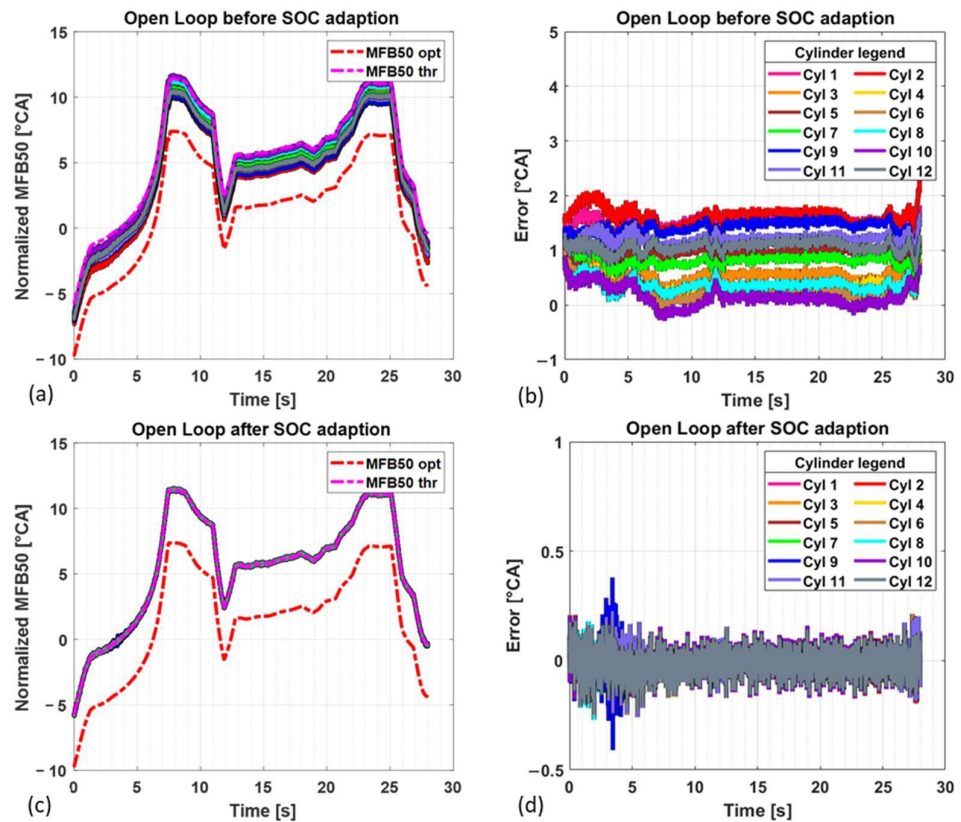 Open Loop before SOC adaption
Normalized MFB50 [°CA]
15
10
5
0
−5
−10
MFB50 opt
MFB50 thr
0 5 10 15 20 25 30
Time [s]
(a)
Open Loop before SOC adaption
Error [°CA]
5
4
3
2
1
0
−1
Cylinder legend
Cyl 1 Cyl 2
Cyl 3 Cyl 4
Cyl 5 Cyl 6
Cyl 7 Cyl 8
Cyl 9 Cyl 10
Cyl 11 Cyl 12
0 5 10 15 20 25 30
Time [s]
(b)
Open Loop after SOC adaption
Normalized MFB50 [°CA]
15
10
5
0
−5
−10
MFB50 opt
MFB50 thr
0 5 10 15 20 25 30
Time [s]
(c)
Open Loop after SOC adaption
Error [°CA]
1
0.5
0
−0.5
Cylinder legend
Cyl 1 Cyl 2
Cyl 3 Cyl 4
Cyl 5 Cyl 6
Cyl 7 Cyl 8
Cyl 9 Cyl 10
Cyl 11 Cyl 12
0 5 10 15 20 25 30
Time [s]
(d)